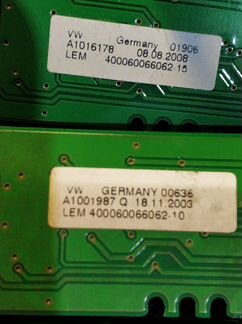 VW Germany 01906
A1016178 08.08.2008
LEM 400060066062-15
VW GERMANY 00636
A1001987 Q 18.11.2003
LEM 400060066062-10